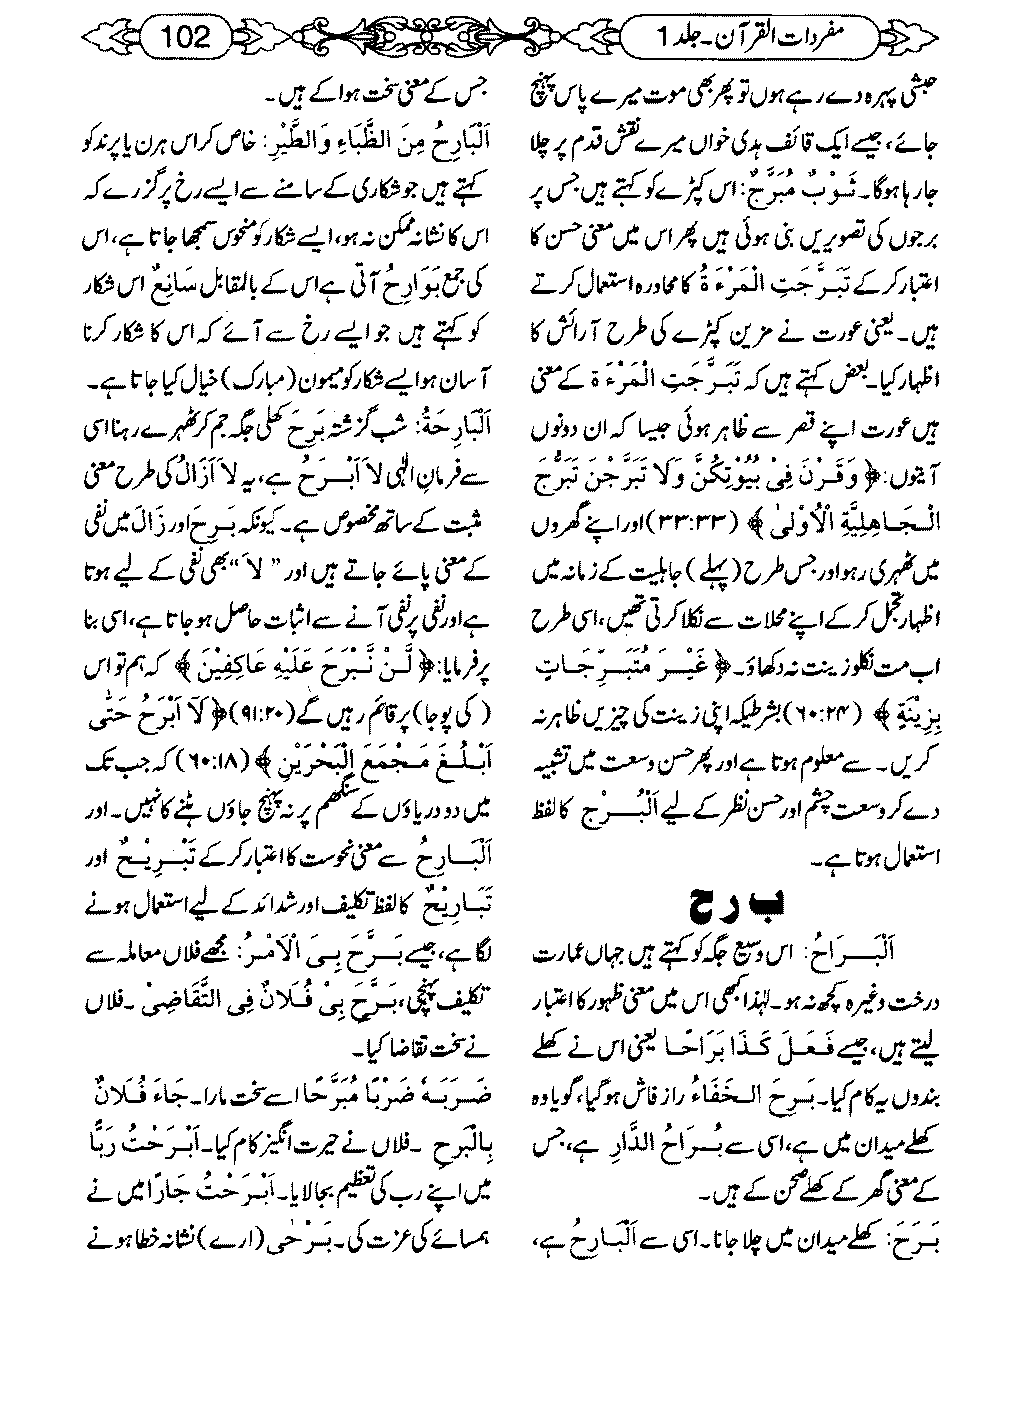 مفردات القرآن۔جلد 1
102
حبشی پہرہ دے رہے ہوں تو پھر بھی موت میرے پاس پہنچ
جائے، جیسے ایک قائف ہدی خواں میرے نقش قدم پر چلا
جا رہا ہوگا۔ ثَوْبٌ مُبَرَّجٌ: اس کپڑے کو کہتے ہیں جس پر
برجوں کی تصویریں بنی ہوئی ہیں پھر اس میں معنی حسن کا
اعتبار کرکے تَبَرَّجَتِ الْمَرْءَةُ کا محاورہ استعمال کرتے
ہیں۔ یعنی عورت نے مزین کپڑے کی طرح آرائش کا
اظہار کیا۔ بعض کہتے ہیں کہ تَبَرَّجَتِ الْمَرْءَةُ کے معنی
ہیں عورت اپنے قصر سے ظاہر ہوئی جیسا کہ ان دونوں
آیتوں: ﴿وَقَرْنَ فِیْ بُیُوْتِکُنَّ وَلَا تَبَرَّجْنَ تَبَرُّجَ
الْجَاهِلِیَّةِ الْاُوْلٰی﴾ (۳۳:۳۳) اور اپنے گھروں
میں ٹھہری رہو اور جس طرح (پہلے) جاہلیت کے زمانہ میں
اظہار تجمل کرکے اپنے محلات سے نکلا کرتی تھیں، اسی طرح
اب مت نکلو زینت نہ دکھاؤ۔ ﴿غَیْرَ مُتَبَرِّجَاتٍ
بِزِیْنَةٍ﴾ (۶۰:۲۴) بشرطیکہ اپنی زینت کی چیزیں ظاہر نہ
کریں۔ سے معلوم ہوتا ہے اور پھر حسن وسعت میں تشبیہ
دے کر وسعت چشم اور حسن نظر کے لیے اَلْبُرْجُ کا لفظ
استعمال ہوتا ہے۔
ب ر ح
اَلْبَرَاحُ: اس وسیع جگہ کو کہتے ہیں جہاں عمارت
درخت وغیرہ کچھ نہ ہو۔ لہٰذا کبھی اس میں معنی ظہور کا اعتبار
لیتے ہیں، جیسے فَعَلَ کَذَا بَرَاحًا یعنی اس نے کھلے
بندوں یہ کام کیا۔ بَرِحَ الْخَفَاءُ راز فاش ہوگیا، گویا وہ
کھلے میدان میں ہے، اسی سے بُرَاحُ الدَّارِ ہے، جس
کے معنی گھر کے کھلے صحن کے ہیں۔
بَرَحَ: کھلے میدان میں چلا جانا۔ اسی سے اَلْبَارِحُ ہے،
جس کے معنی سخت ہوا کے ہیں۔
اَلْبَارِحُ مِنَ الظِّبَاءِ وَالطَّیْرِ: خاص کر اس ہرن یا پرند کو
کہتے ہیں جو شکاری کے سامنے سے ایسے رخ پر گزرے کہ
اس کا نشانہ ممکن نہ ہو، ایسے شکار کو منحوس سمجھا جاتا ہے، اس
کی جمع بَوَارِحُ آتی ہے اس کے بالمقابل سَانِحٌ اس شکار
کو کہتے ہیں جو ایسے رخ سے آئے کہ اس کا شکار کرنا
آسان ہو ایسے شکار کو میمون (مبارک) خیال کیا جاتا ہے۔
اَلْبَارِحَةُ: شب گزشتہ بَرِحَ کھلی جگہ جم کر ٹھہرے رہنا اسی
سے فرمان الٰہی لَا اَبْرَحُ ہے، یہ لَا اَزَالُ کی طرح معنی
مثبت کے ساتھ مخصوص ہے۔ کیونکہ بَرِحَ اور زَالَ میں نفی
کے معنی پائے جاتے ہیں اور ”لَا“ بھی نفی کے لیے ہوتا
ہے اور نفی پر نفی آنے سے اثبات حاصل ہو جاتا ہے، اسی بنا
پر فرمایا: ﴿لَنْ نَّبْرَحَ عَلَیْهِ عَاکِفِیْنَ﴾ کہ ہم تو اس
(کی پوجا) پر قائم رہیں گے (۹۱:۲۰) ﴿لَآ اَبْرَحُ حَتّٰی
اَبْلُغَ مَجْمَعَ الْبَحْرَیْنِ﴾ (۶۰:۱۸) کہ جب تک
میں دو دریاؤں کے سنگھم پر نہ پہنچ جاؤں ہٹنے کا نہیں۔ اور
اَلْبَارِحُ سے معنی نحوست کا اعتبار کرکے تَبْرِیْحٌ اور
تَبَارِیْحٌ کا لفظ تکلیف اور شدائد کے لیے استعمال ہونے
لگا ہے، جیسے بَرَّحَ بِیَ الْاَمْرُ: مجھے فلاں معاملہ سے
تکلیف پہنچی، بَرَّحَ بِیْ فُلَانٌ فِی التَّقَاضِیْ۔ فلاں
نے سخت تقاضا کیا۔
ضَرَبَهٗ ضَرْبًا مُبَرَّحًا اسے سخت مارا۔ جَاءَ فُلَانٌ
بِالْبَرَحِ۔ فلاں نے حیرت انگیز کام کیا۔ اَبْرَحْتُ رَبًّا
میں اپنے رب کی تعظیم بجا لایا۔ اَبْرَحْتُ جَارًا میں نے
ہمسائے کی عزت کی۔ بَرْحٰی (ارے) نشانہ خطا ہونے